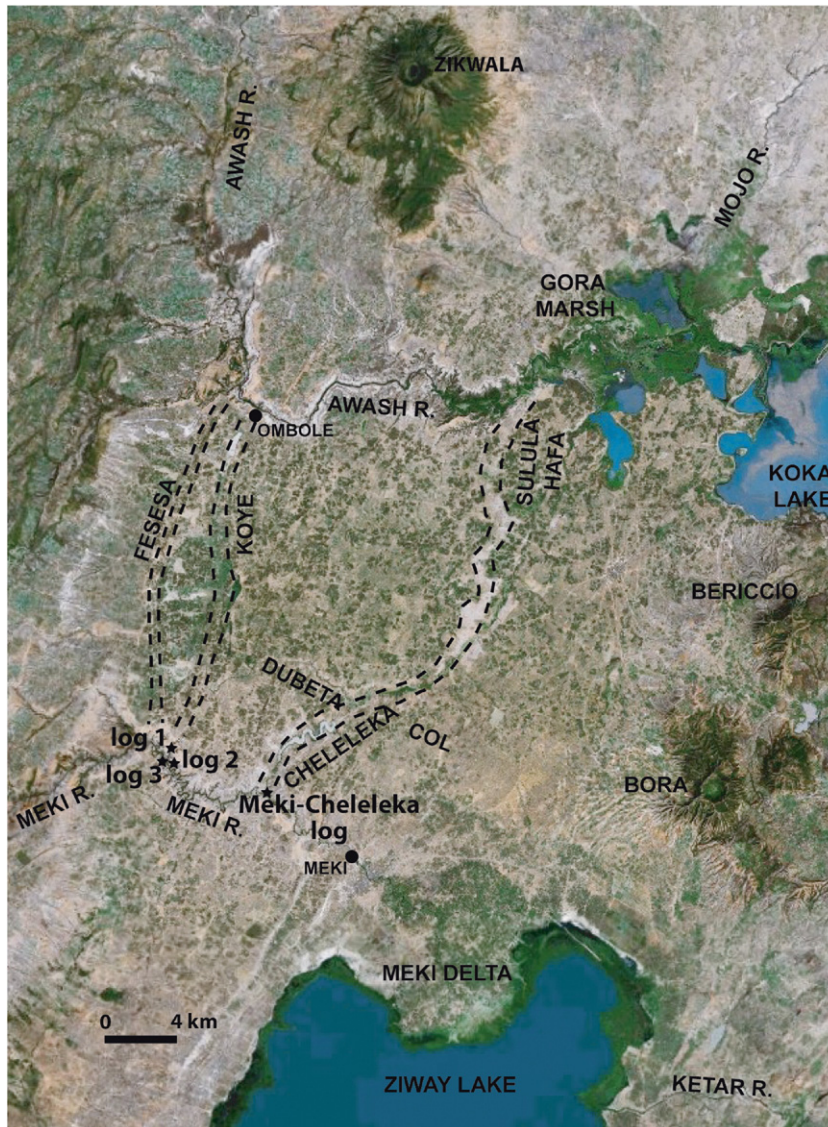 ZIKWALA
AWASH R.
MOJO R.
GORA
MARSH
AWASH R.
OMBOLE
SULULA
HAFA
KOKA
LAKE
FESESA
KOYE
BERICCIO
DUBETA
CHELELEKA
COL
log 1
log 2
log 3
BORA
MEKI R.
MEKI R.
Meki-Cheleleka
log
MEKI
MEKI DELTA
0 4 km
ZIWAY LAKE
KETAR R.